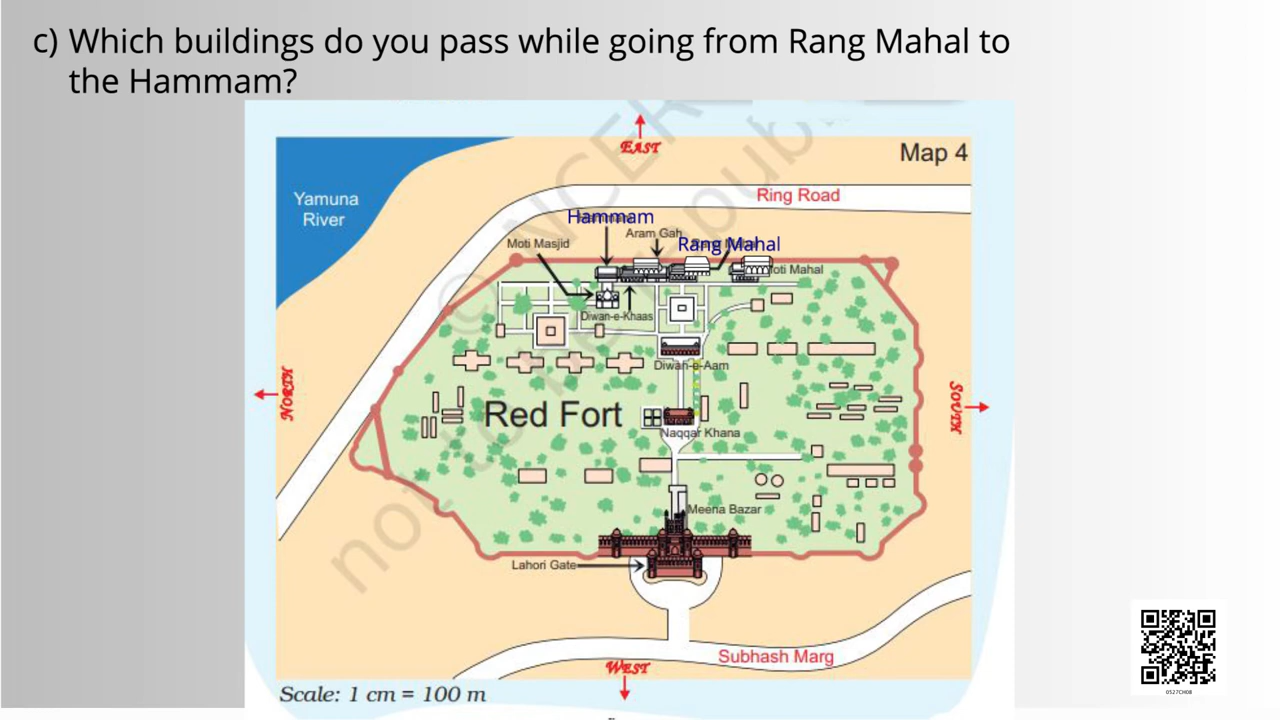 c) Which buildings do you pass while going from Rang Mahal to
the Hammam?
EAST
Map 4
Yamuna
River
Ring Road
Hammam
Aram Gah
Moti Masjid
Rang Mahal
oti Mahal
Diwan-e-Khaas
Diwan-e-Aam
NORTH
SOUTH
Red Fort
Naqqar Khana
Meena Bazar
Lahori Gate
Subhash Marg
WEST
Scale: 1 cm = 100 m
0527CH08